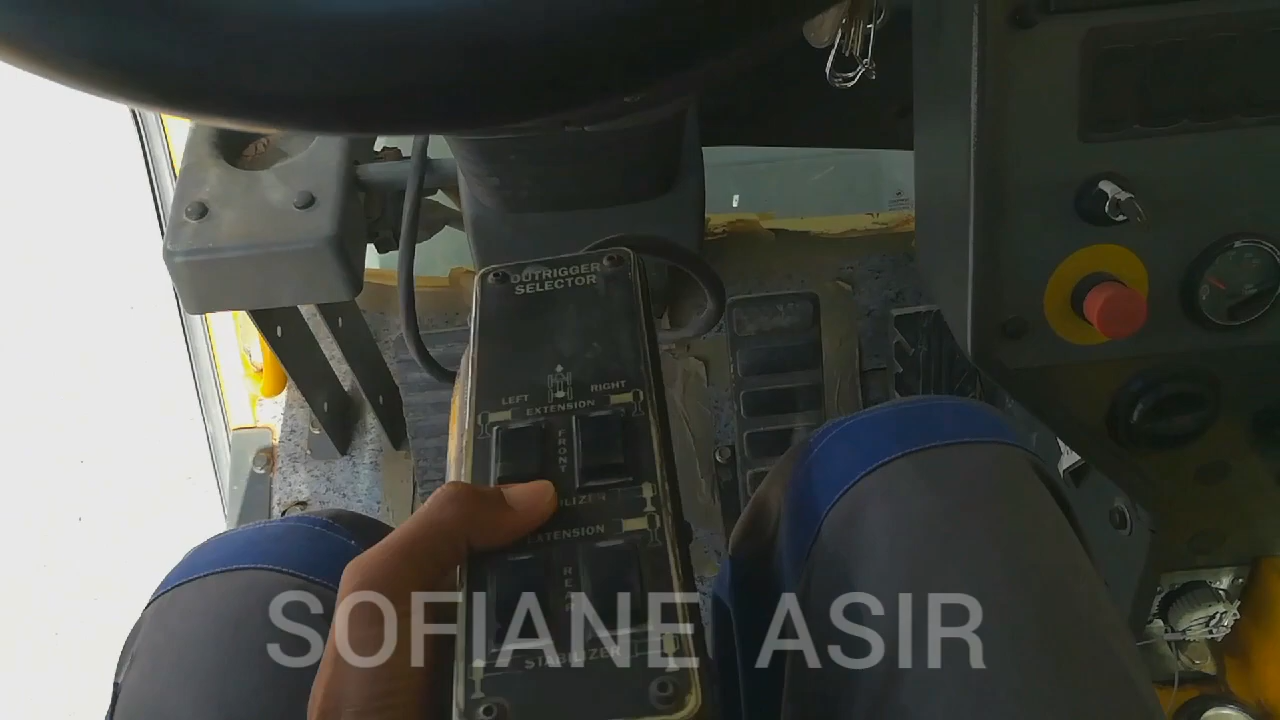 OUTRIGGER
SELECTOR
LEFT
RIGHT
EXTENSION
FRONT
EXTENSION
REAR
STABILIZER
SOFIANE ASIR